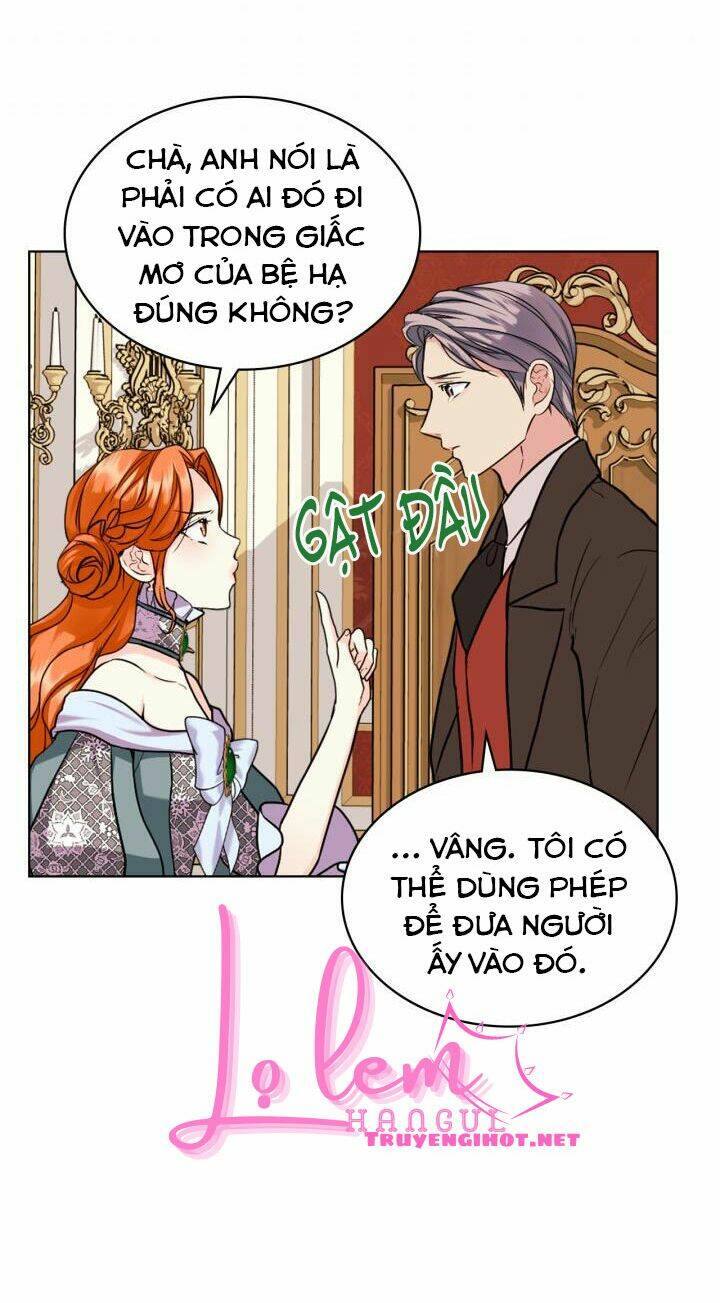 CHÀ, ANH NÓI LÀ
PHẢI CÓ AI ĐÓ ĐI
VÀO TRONG GIẤC
MƠ CỦA BỆ HẠ
ĐÚNG KHÔNG?
GẬT ĐẦU
... VÂNG. TÔI CÓ
THỂ DÙNG PHÉP
ĐỂ ĐƯA NGƯỜI
ẤY VÀO ĐÓ.
Lọ lem
HANGUL
TRUYENGIHOT.NET